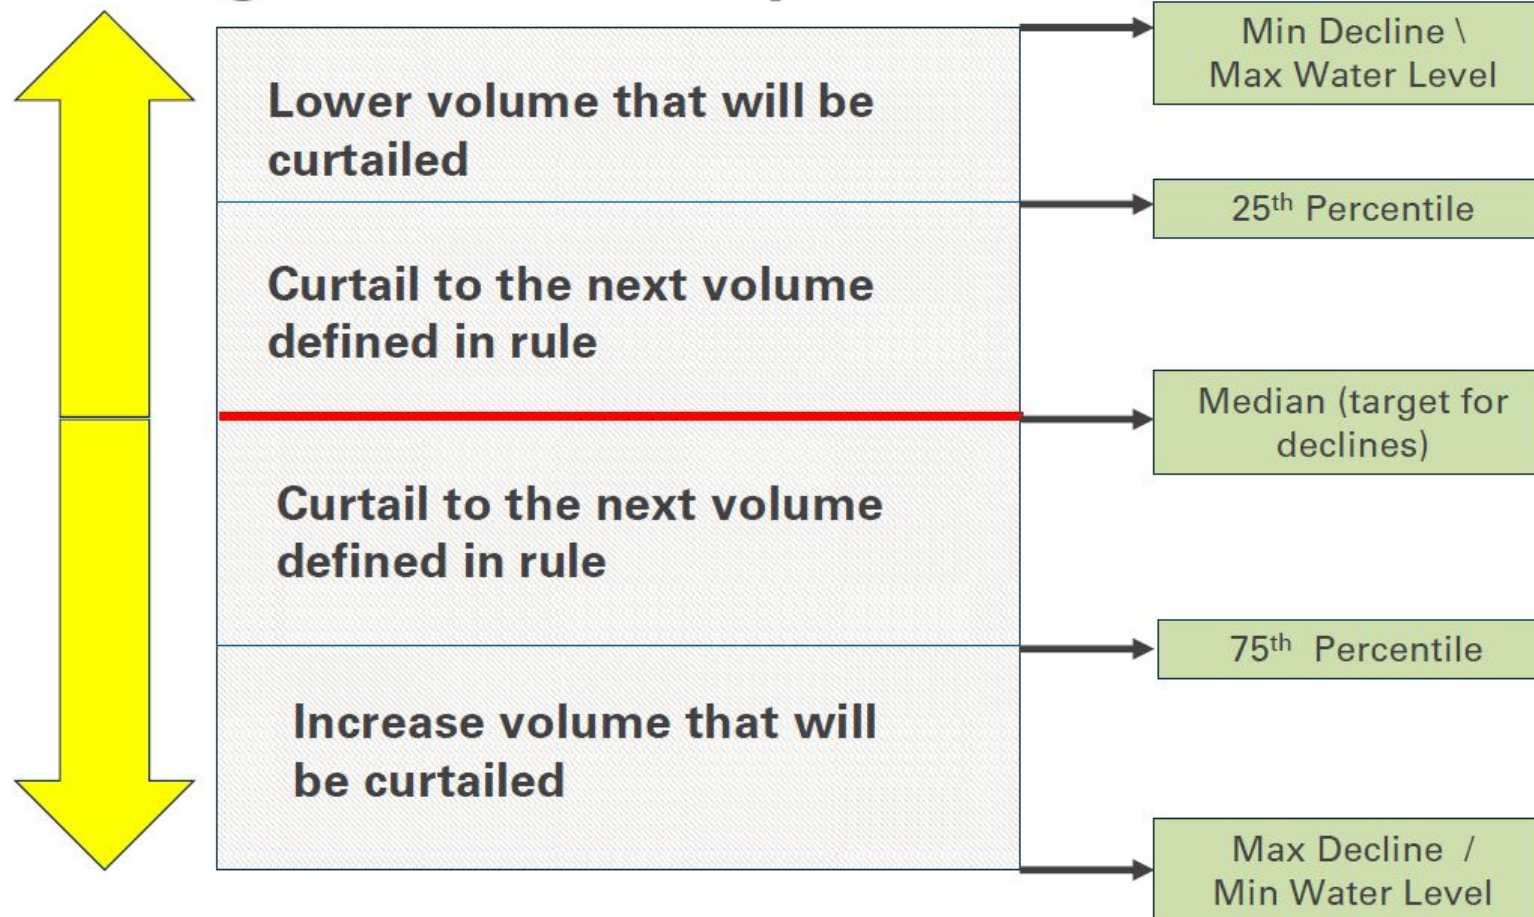 Min Decline \
Max Water Level
Lower volume that will be
curtailed
25th Percentile
Curtail to the next volume
defined in rule
Median (target for
declines)
Curtail to the next volume
defined in rule
75th Percentile
Increase volume that will
be curtailed
Max Decline /
Min Water Level